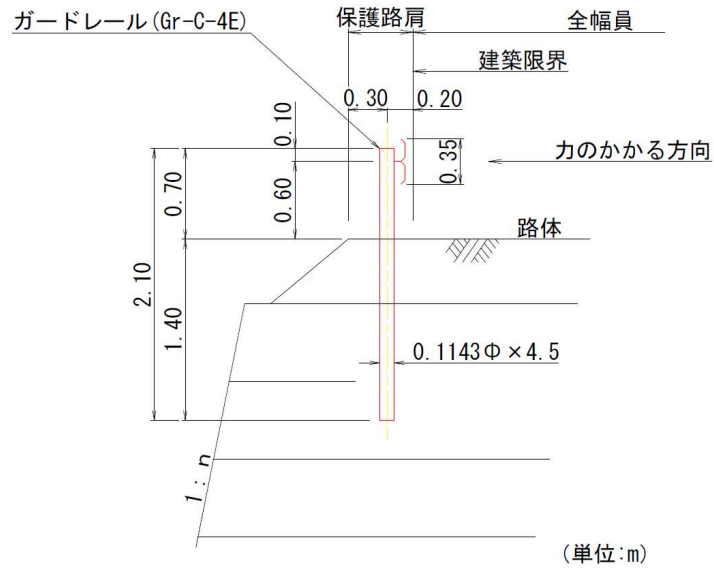 ガードレール(Gr-C-4E)
保護路肩
全幅員
建築限界
0.30
0.20
0.10
0.35
力のかかる方向
0.70
0.60
路体
2.10
1.40
0.1143Φ×4.5
1:n
(単位:m)